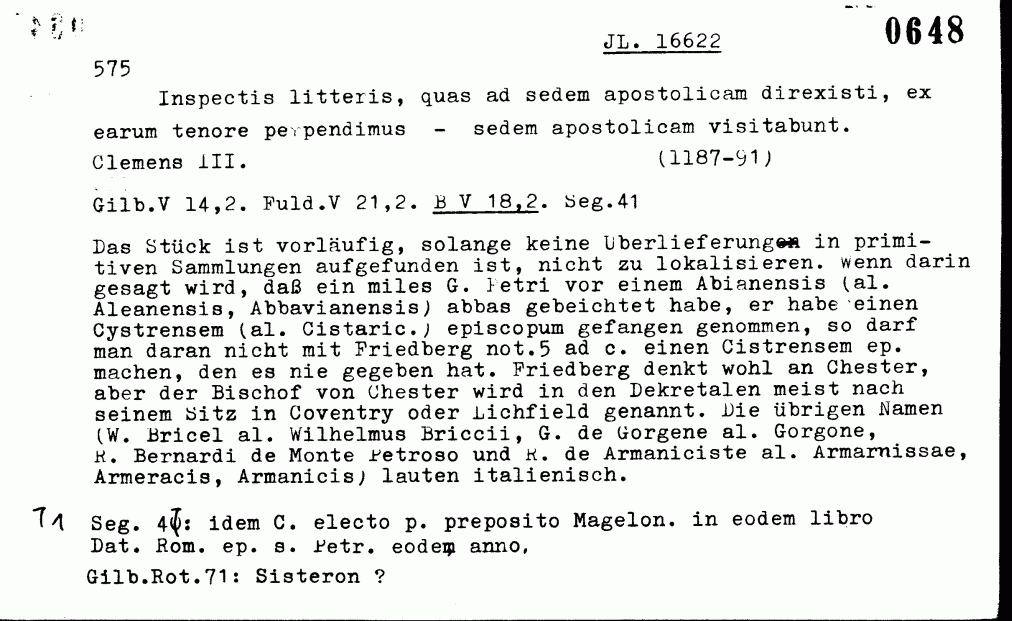 JL. 16622
0648
575
Inspectis litteris, quas ad sedem apostolicam direxisti, ex
earum tenore perpendimus - sedem apostolicam visitabunt.
Clemens III. (1187-91)
Gilb.V 14,2. Fuld.V 21,2. B V 18,2. Seg.41
Das Stück ist vorläufig, solange keine Uberlieferungen in primi-
tiven Sammlungen aufgefunden ist, nicht zu lokalisieren. Wenn darin
gesagt wird, daß ein miles G. Petri vor einem Abianensis (al.
Aleanensis, Abbavianensis) abbas gebeichtet habe, er habe einen
Cystrensem (al. Cistaric.) episcopum gefangen genommen, so darf
man daran nicht mit Friedberg not.5 ad c. einen Cistrensem ep.
machen, den es nie gegeben hat. Friedberg denkt wohl an Chester,
aber der Bischof von Chester wird in den Dekretalen meist nach
seinem Sitz in Coventry oder Lichfield genannt. Die übrigen Namen
(W. Bricel al. Wilhelmus Briccii, G. de Gorgene al. Gorgone,
R. Bernardi de Monte Petroso und R. de Armaniciste al. Armarnissae,
Armeracis, Armanicis) lauten italienisch.
71 Seg. 41: idem C. electo p. preposito Magelon. in eodem libro
Dat. Rom. ep. s. Petr. eodem anno.
Gilb.Rot.71: Sisteron ?